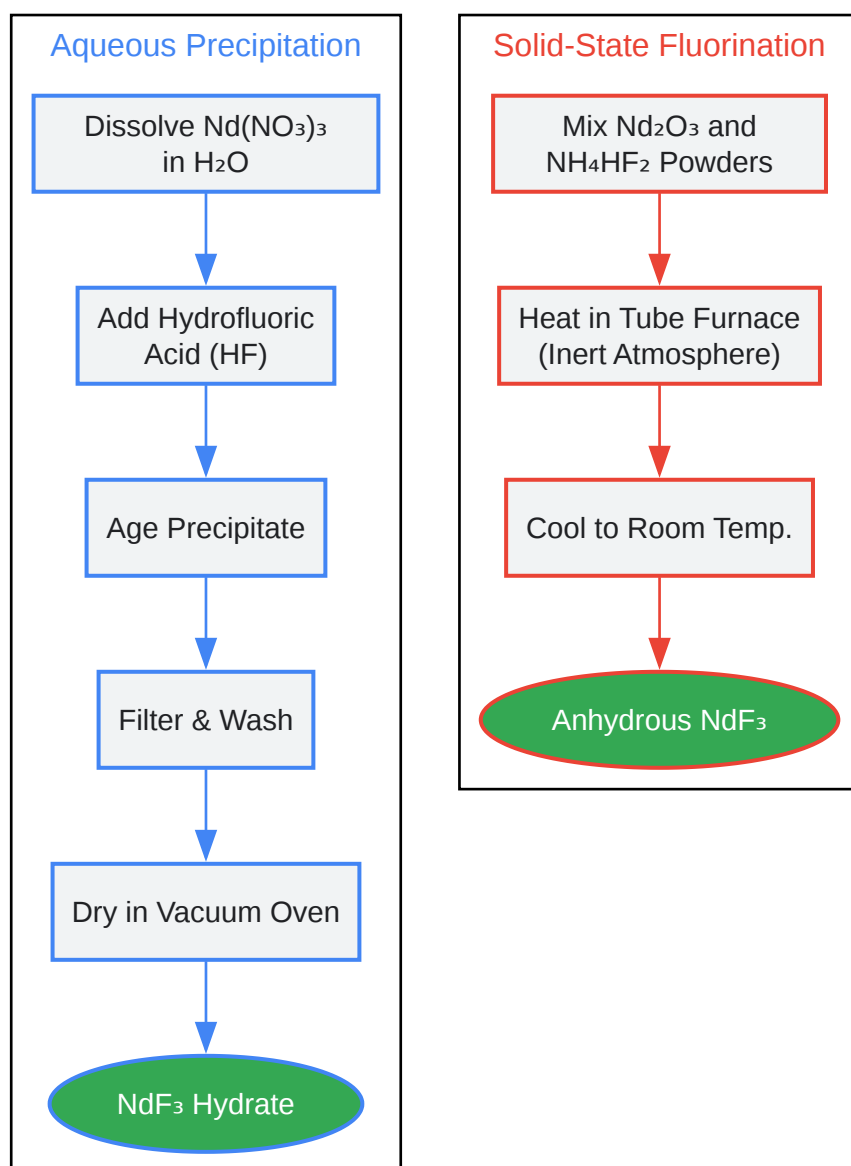 Aqueous Precipitation
Dissolve Nd(NO₃)₃
in H₂O
Add Hydrofluoric
Acid (HF)
Age Precipitate
Filter & Wash
Dry in Vacuum Oven
NdF₃ Hydrate
Solid-State Fluorination
Mix Nd₂O₃ and
NH₄HF₂ Powders
Heat in Tube Furnace
(Inert Atmosphere)
Cool to Room Temp.
Anhydrous NdF₃